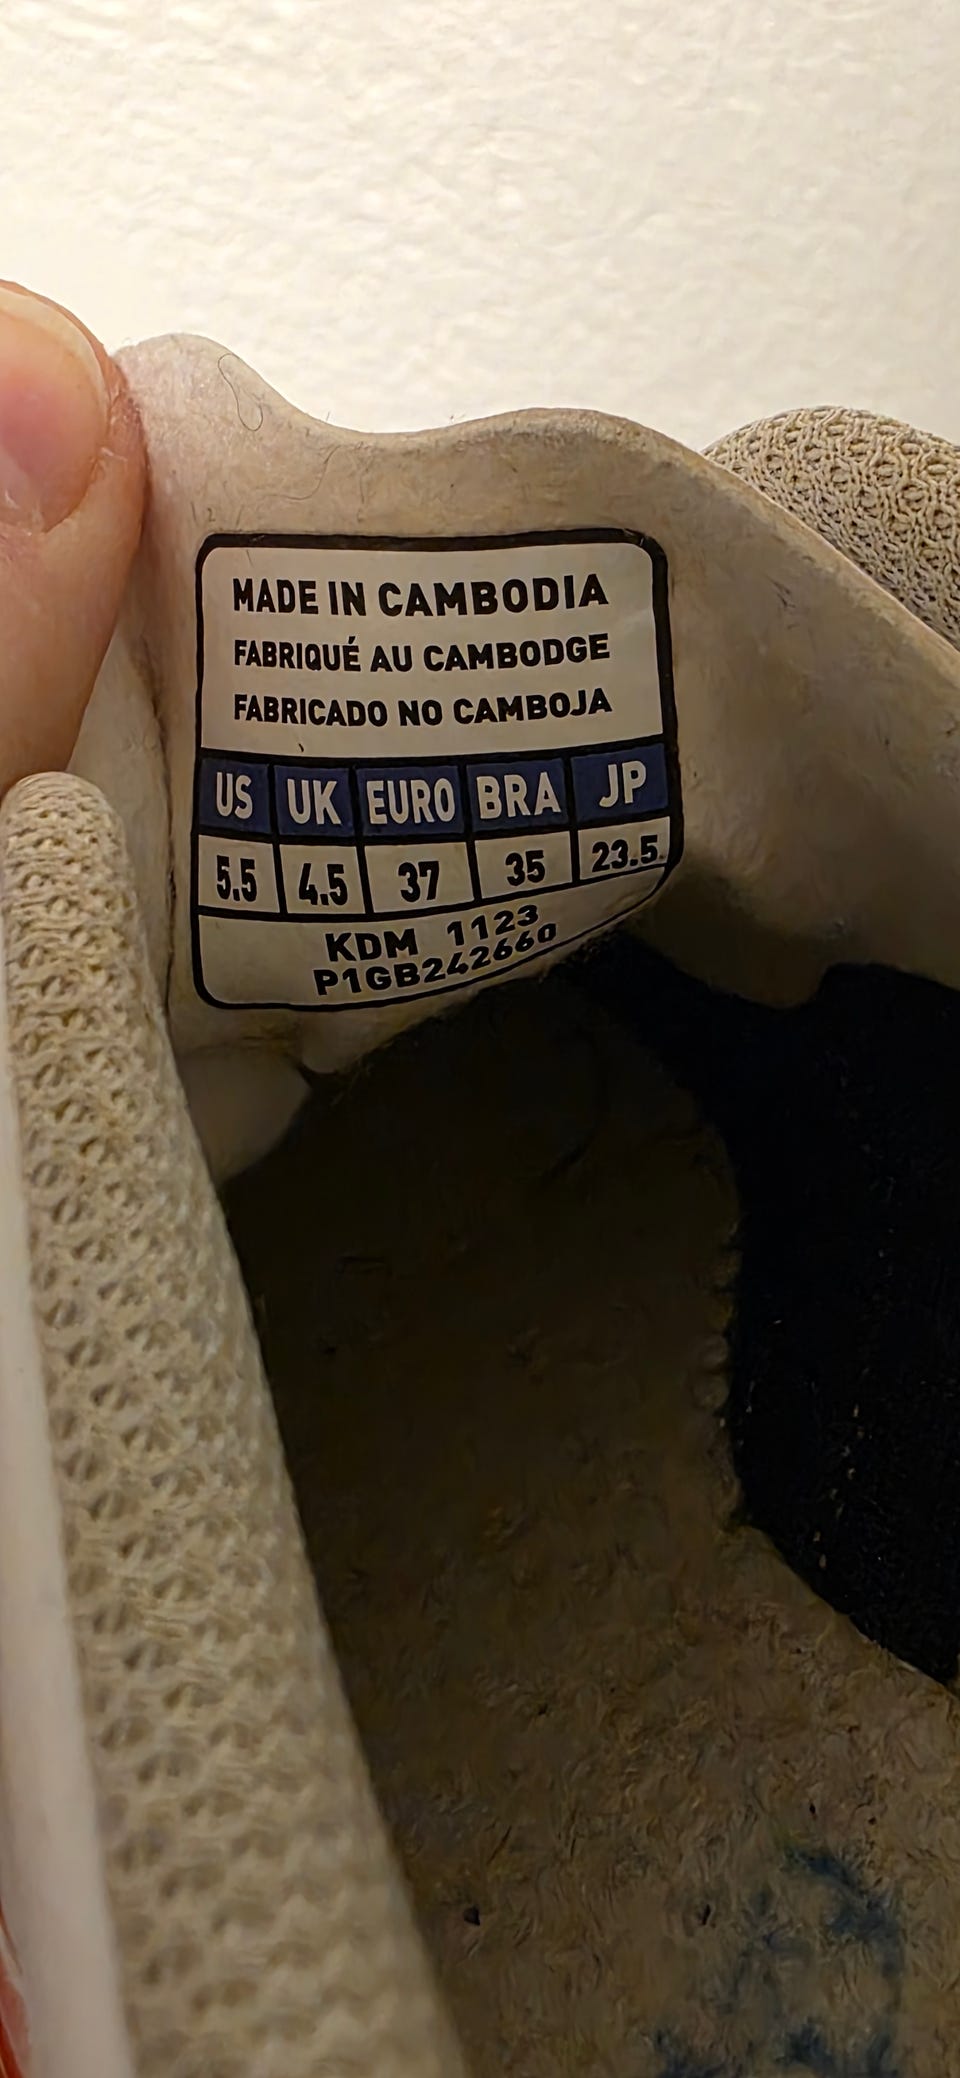 MADE IN CAMBODIA
FABRIQUÉ AU CAMBODGE
FABRICADO NO CAMBOJA
US UK EURO BRA JP
5.5 4.5 37 35 23.5
KDM 1123
P1GB242660